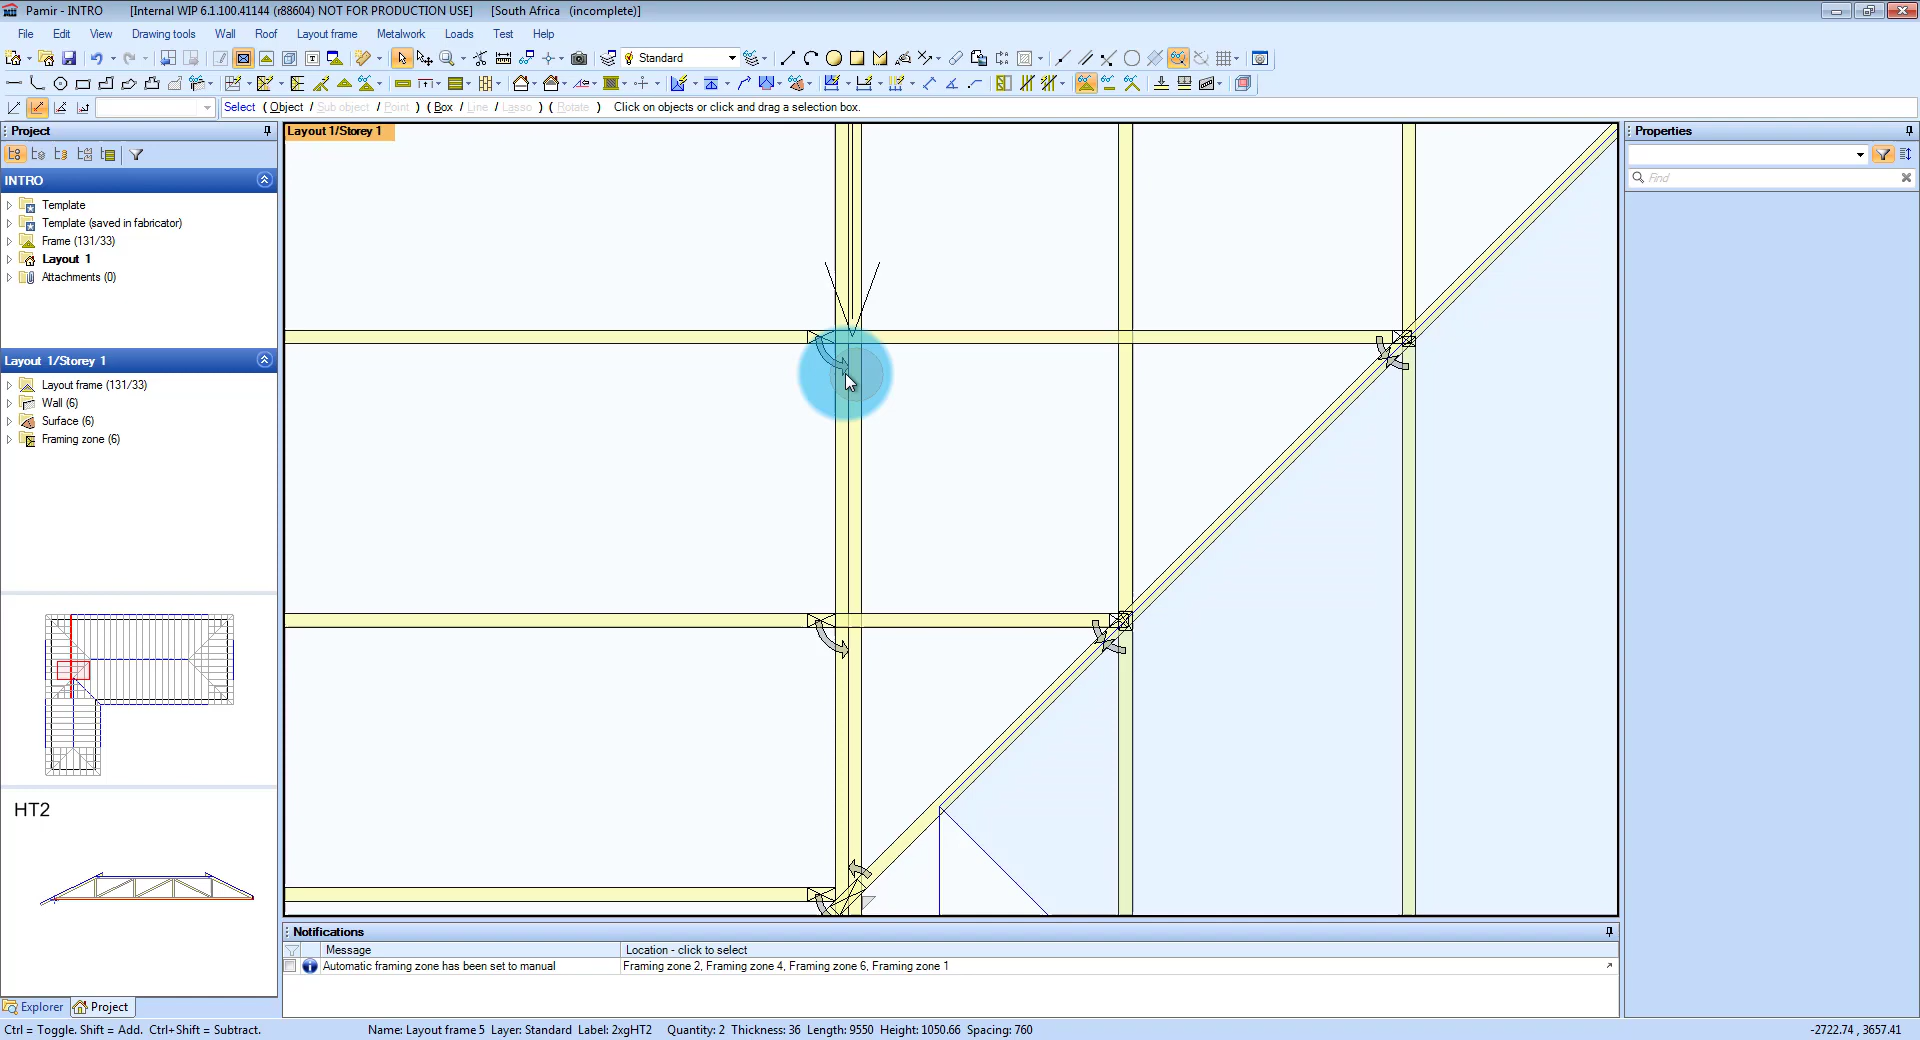 Pamir - INTRO [Internal WIP 6.1.100.41144 (r88604) NOT FOR PRODUCTION USE] [South Africa (incomplete)]
File Edit View Drawing tools Wall Roof Layout frame Metalwork Loads Test Help
Standard
Select ( Object / Sub object / Point ) ( Box / Line / Lasso ) ( Rotate ) Click on objects or click and drag a selection box.
Project
INTRO
Template
Template (saved in fabricator)
Frame (131/33)
Layout 1
Attachments (0)
Layout 1/Storey 1
Layout frame (131/33)
Wall (6)
Surface (6)
Framing zone (6)
HT2
Explorer Project
Layout 1/Storey 1
Properties
Find
Notifications
Message Location - click to select
Automatic framing zone has been set to manual Framing zone 2, Framing zone 4, Framing zone 6, Framing zone 1
Ctrl = Toggle. Shift = Add. Ctrl+Shift = Subtract. Name: Layout frame 5 Layer: Standard Label: 2xgHT2 Quantity: 2 Thickness: 36 Length: 9550 Height: 1050.66 Spacing: 760 -2722.74 , 3657.41